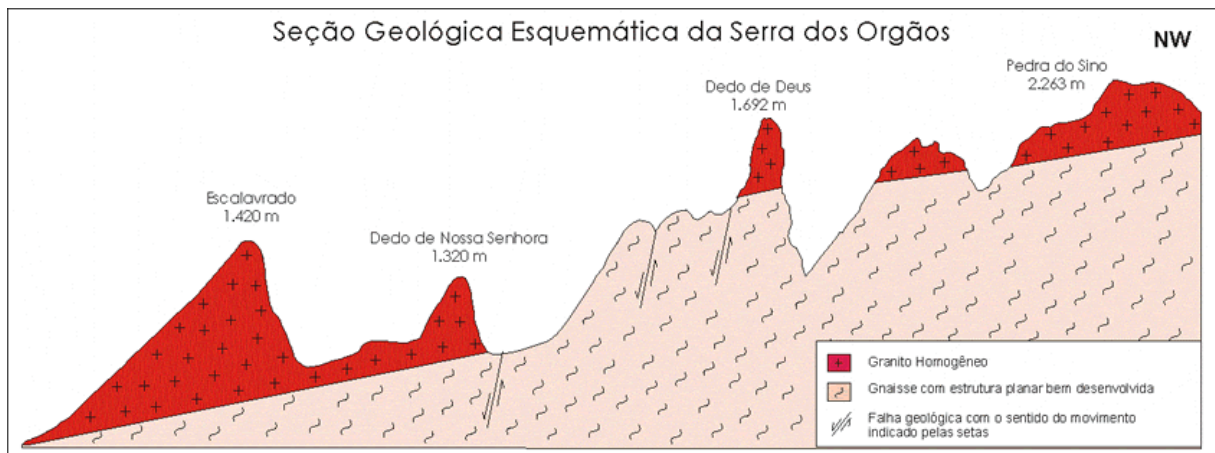 Seção Geológica Esquemática da Serra dos Orgãos
NW
Pedra do Sino
2.263 m
Dedo de Deus
1.692 m
Escalavrado
1.420 m
Dedo de Nossa Senhora
1.320 m
Granito Homogêneo
Gnaisse com estrutura planar bem desenvolvida
Falha geológica com o sentido do movimento
indicado pelas setas